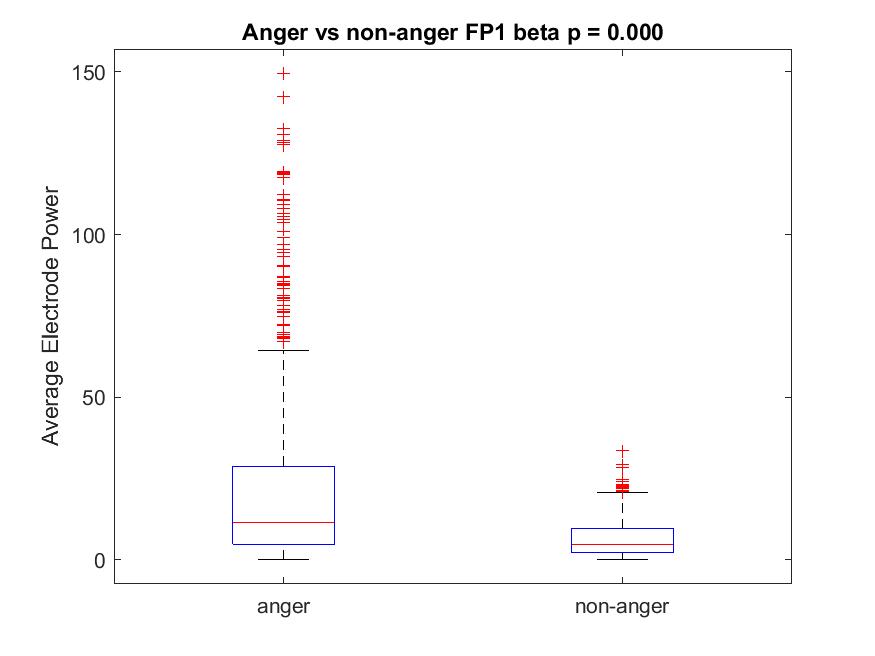 Anger vs non-anger FP1 beta p = 0.000
150
100
50
0
Average Electrode Power
anger
non-anger